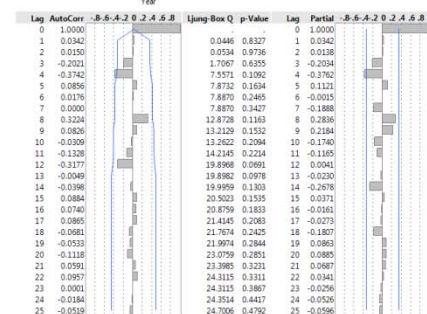 Year
Lag AutoCorr -.8-.6-.4-.2 0 .2 .4 .6 .8 Ljung-Box Q p-Value Lag Partial -.8-.6-.4-.2 0 .2 .4 .6 .8
0 1.0000 . . 0 1.0000
1 0.0342 0.0446 0.8327 1 0.0342
2 0.0150 0.0534 0.9736 2 0.0138
3 -0.2021 1.7067 0.6355 3 -0.2034
4 -0.3742 7.5571 0.1092 4 -0.3762
5 0.0856 7.8732 0.1634 5 0.1121
6 0.0176 7.8870 0.2465 6 -0.0015
7 0.0000 7.8870 0.3427 7 -0.1888
8 0.3224 12.8728 0.1163 8 0.2836
9 0.0826 13.2129 0.1532 9 0.2184
10 -0.0309 13.2622 0.2094 10 -0.1740
11 -0.1328 14.2145 0.2214 11 -0.1165
12 -0.3177 19.8968 0.0691 12 0.0041
13 -0.0049 19.8982 0.0978 13 -0.0230
14 -0.0398 19.9959 0.1303 14 -0.2678
15 0.0884 20.5023 0.1535 15 0.0371
16 0.0740 20.8759 0.1833 16 -0.0161
17 0.0865 21.4145 0.2083 17 -0.0273
18 -0.0681 21.7674 0.2425 18 -0.1807
19 -0.0533 21.9974 0.2844 19 0.0863
20 -0.1118 23.0759 0.2851 20 0.0885
21 0.0591 23.3985 0.3231 21 0.0687
22 0.0957 24.3115 0.3311 22 0.0341
23 0.0001 24.3115 0.3867 23 -0.0256
24 -0.0184 24.3514 0.4417 24 -0.0526
25 -0.0519 24.7006 0.4792 25 -0.0596